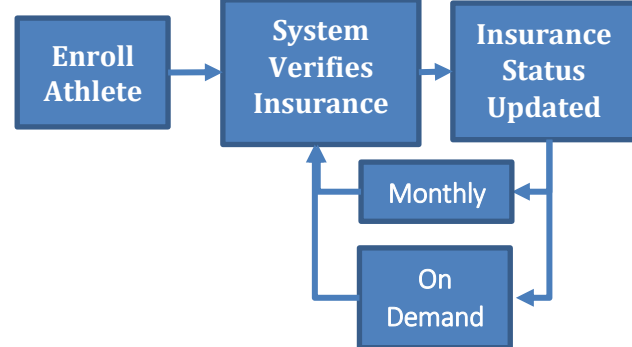 Enroll
Athlete
System
Verifies
Insurance
Insurance
Status
Updated
Monthly
On
Demand